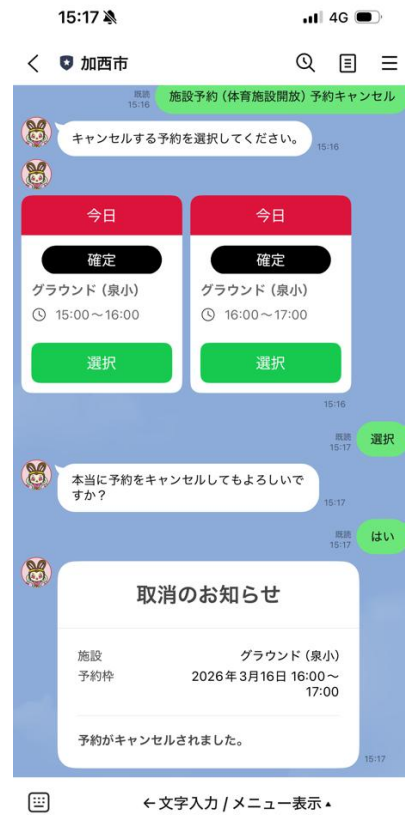 15:17
4G
加西市
既読
15:16
施設予約（体育施設開放）予約キャンセル
キャンセルする予約を選択してください。
15:16
今日
確定
グラウンド（泉小）
15:00～16:00
選択
今日
確定
グラウンド（泉小）
16:00～17:00
選択
15:16
既読
15:17
選択
本当に予約をキャンセルしてもよろしいで
すか？
15:17
既読
15:17
はい
取消のお知らせ
施設
グラウンド（泉小）
予約枠
2026年3月16日 16:00～
17:00
予約がキャンセルされました。
15:17
←文字入力 / メニュー表示▲